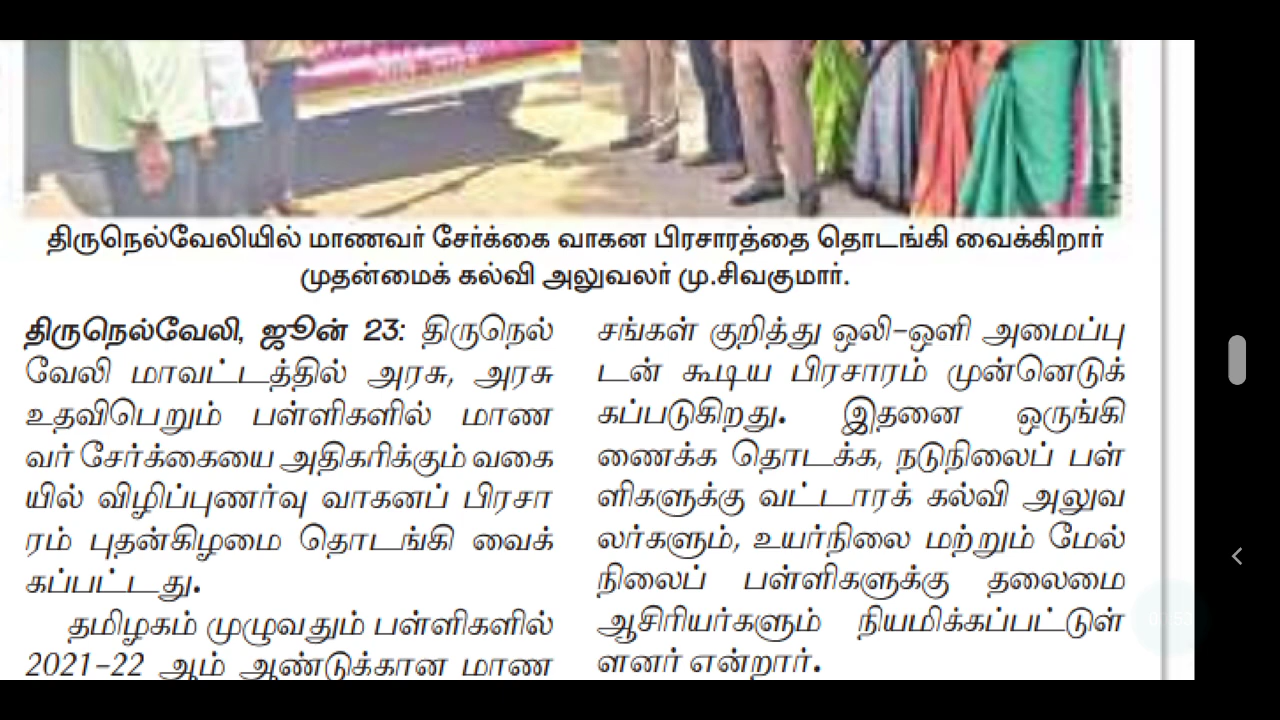 திருநெல்வேலியில் மாணவர் சேர்க்கை வாகன பிரசாரத்தை தொடங்கி வைக்கிறார்
முதன்மைக் கல்வி அலுவலர் மு.சிவகுமார்.
திருநெல்வேலி, ஜூன் 23: திருநெல்
வேலி மாவட்டத்தில் அரசு, அரசு
உதவிபெறும் பள்ளிகளில் மாண
வர் சேர்க்கையை அதிகரிக்கும் வகை
யில் விழிப்புணர்வு வாகனப் பிரசா
ரம் புதன்கிழமை தொடங்கி வைக்
கப்பட்டது.
தமிழகம் முழுவதும் பள்ளிகளில்
2021-22 ஆம் ஆண்டுக்கான மாண
சங்கள் குறித்து ஒலி-ஒளி அமைப்பு
டன் கூடிய பிரசாரம் முன்னெடுக்
கப்படுகிறது. இதனை ஒருங்கி
ணைக்க தொடக்க, நடுநிலைப் பள்
ளிகளுக்கு வட்டாரக் கல்வி அலுவ
லர்களும், உயர்நிலை மற்றும் மேல்
நிலைப் பள்ளிகளுக்கு தலைமை
ஆசிரியர்களும் நியமிக்கப்பட்டுள்
ளனர் என்றார்.